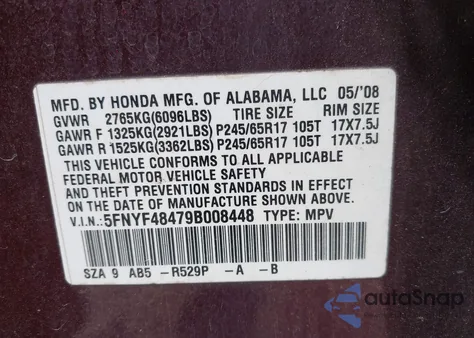 MFD. BY HONDA MFG. OF ALABAMA, LLC 05/'08
GVWR 2765KG(6096LBS) TIRE SIZE RIM SIZE
GAWR F 1325KG(2921LBS) P245/65R17 105T 17X7.5J
GAWR R 1525KG(3362LBS) P245/65R17 105T 17X7.5J
THIS VEHICLE CONFORMS TO ALL APPLICABLE
FEDERAL MOTOR VEHICLE SAFETY
AND THEFT PREVENTION STANDARDS IN EFFECT
ON THE DATE OF MANUFACTURE SHOWN ABOVE.
V.I.N.: 5FNYF48479B008448 TYPE: MPV
SZA 9 AB5 -R529P -A -B
autoSnap